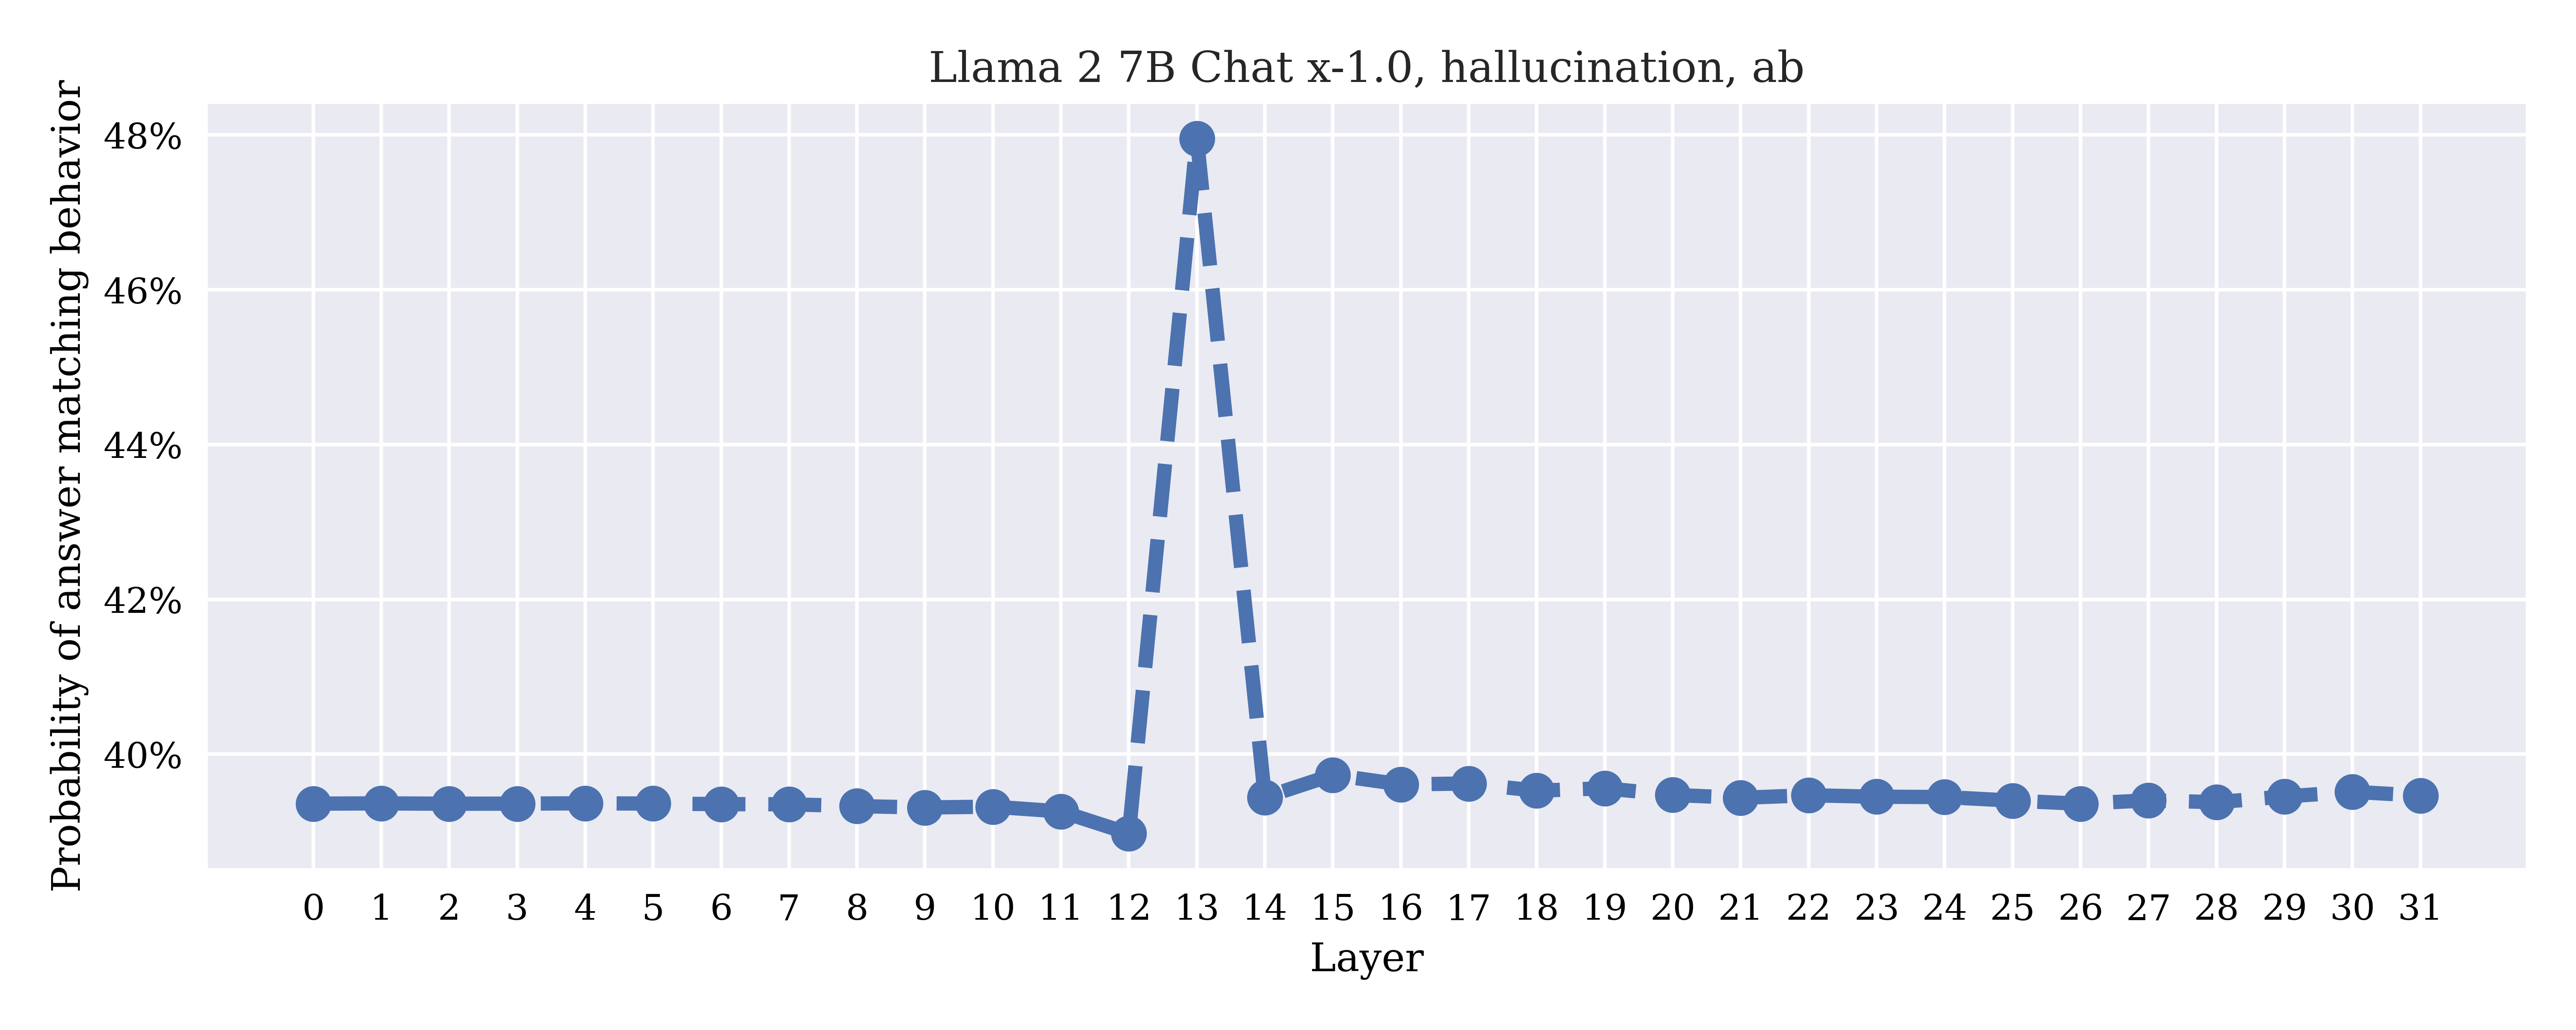 Llama 2 7B Chat x-1.0, hallucination, ab
Probability of answer matching behavior
48%
46%
44%
42%
40%
0 1 2 3 4 5 6 7 8 9 10 11 12 13 14 15 16 17 18 19 20 21 22 23 24 25 26 27 28 29 30 31
Layer